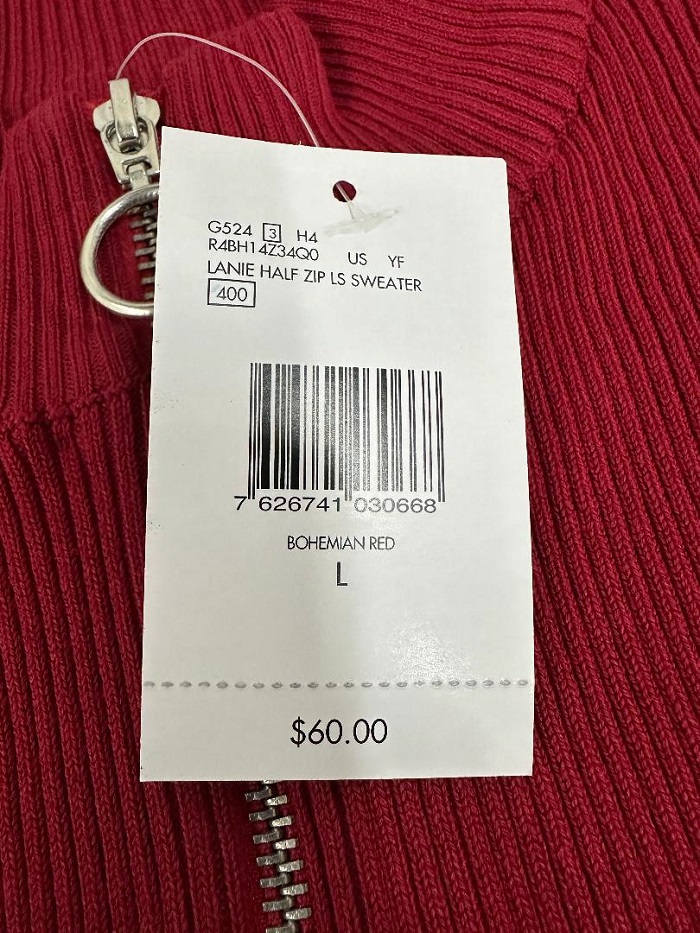 G524 3 H4
R4BH14Z34Q0 US YF
LANIE HALF ZIP LS SWEATER
400
7 626741 030668
BOHEMIAN RED
L
$60.00